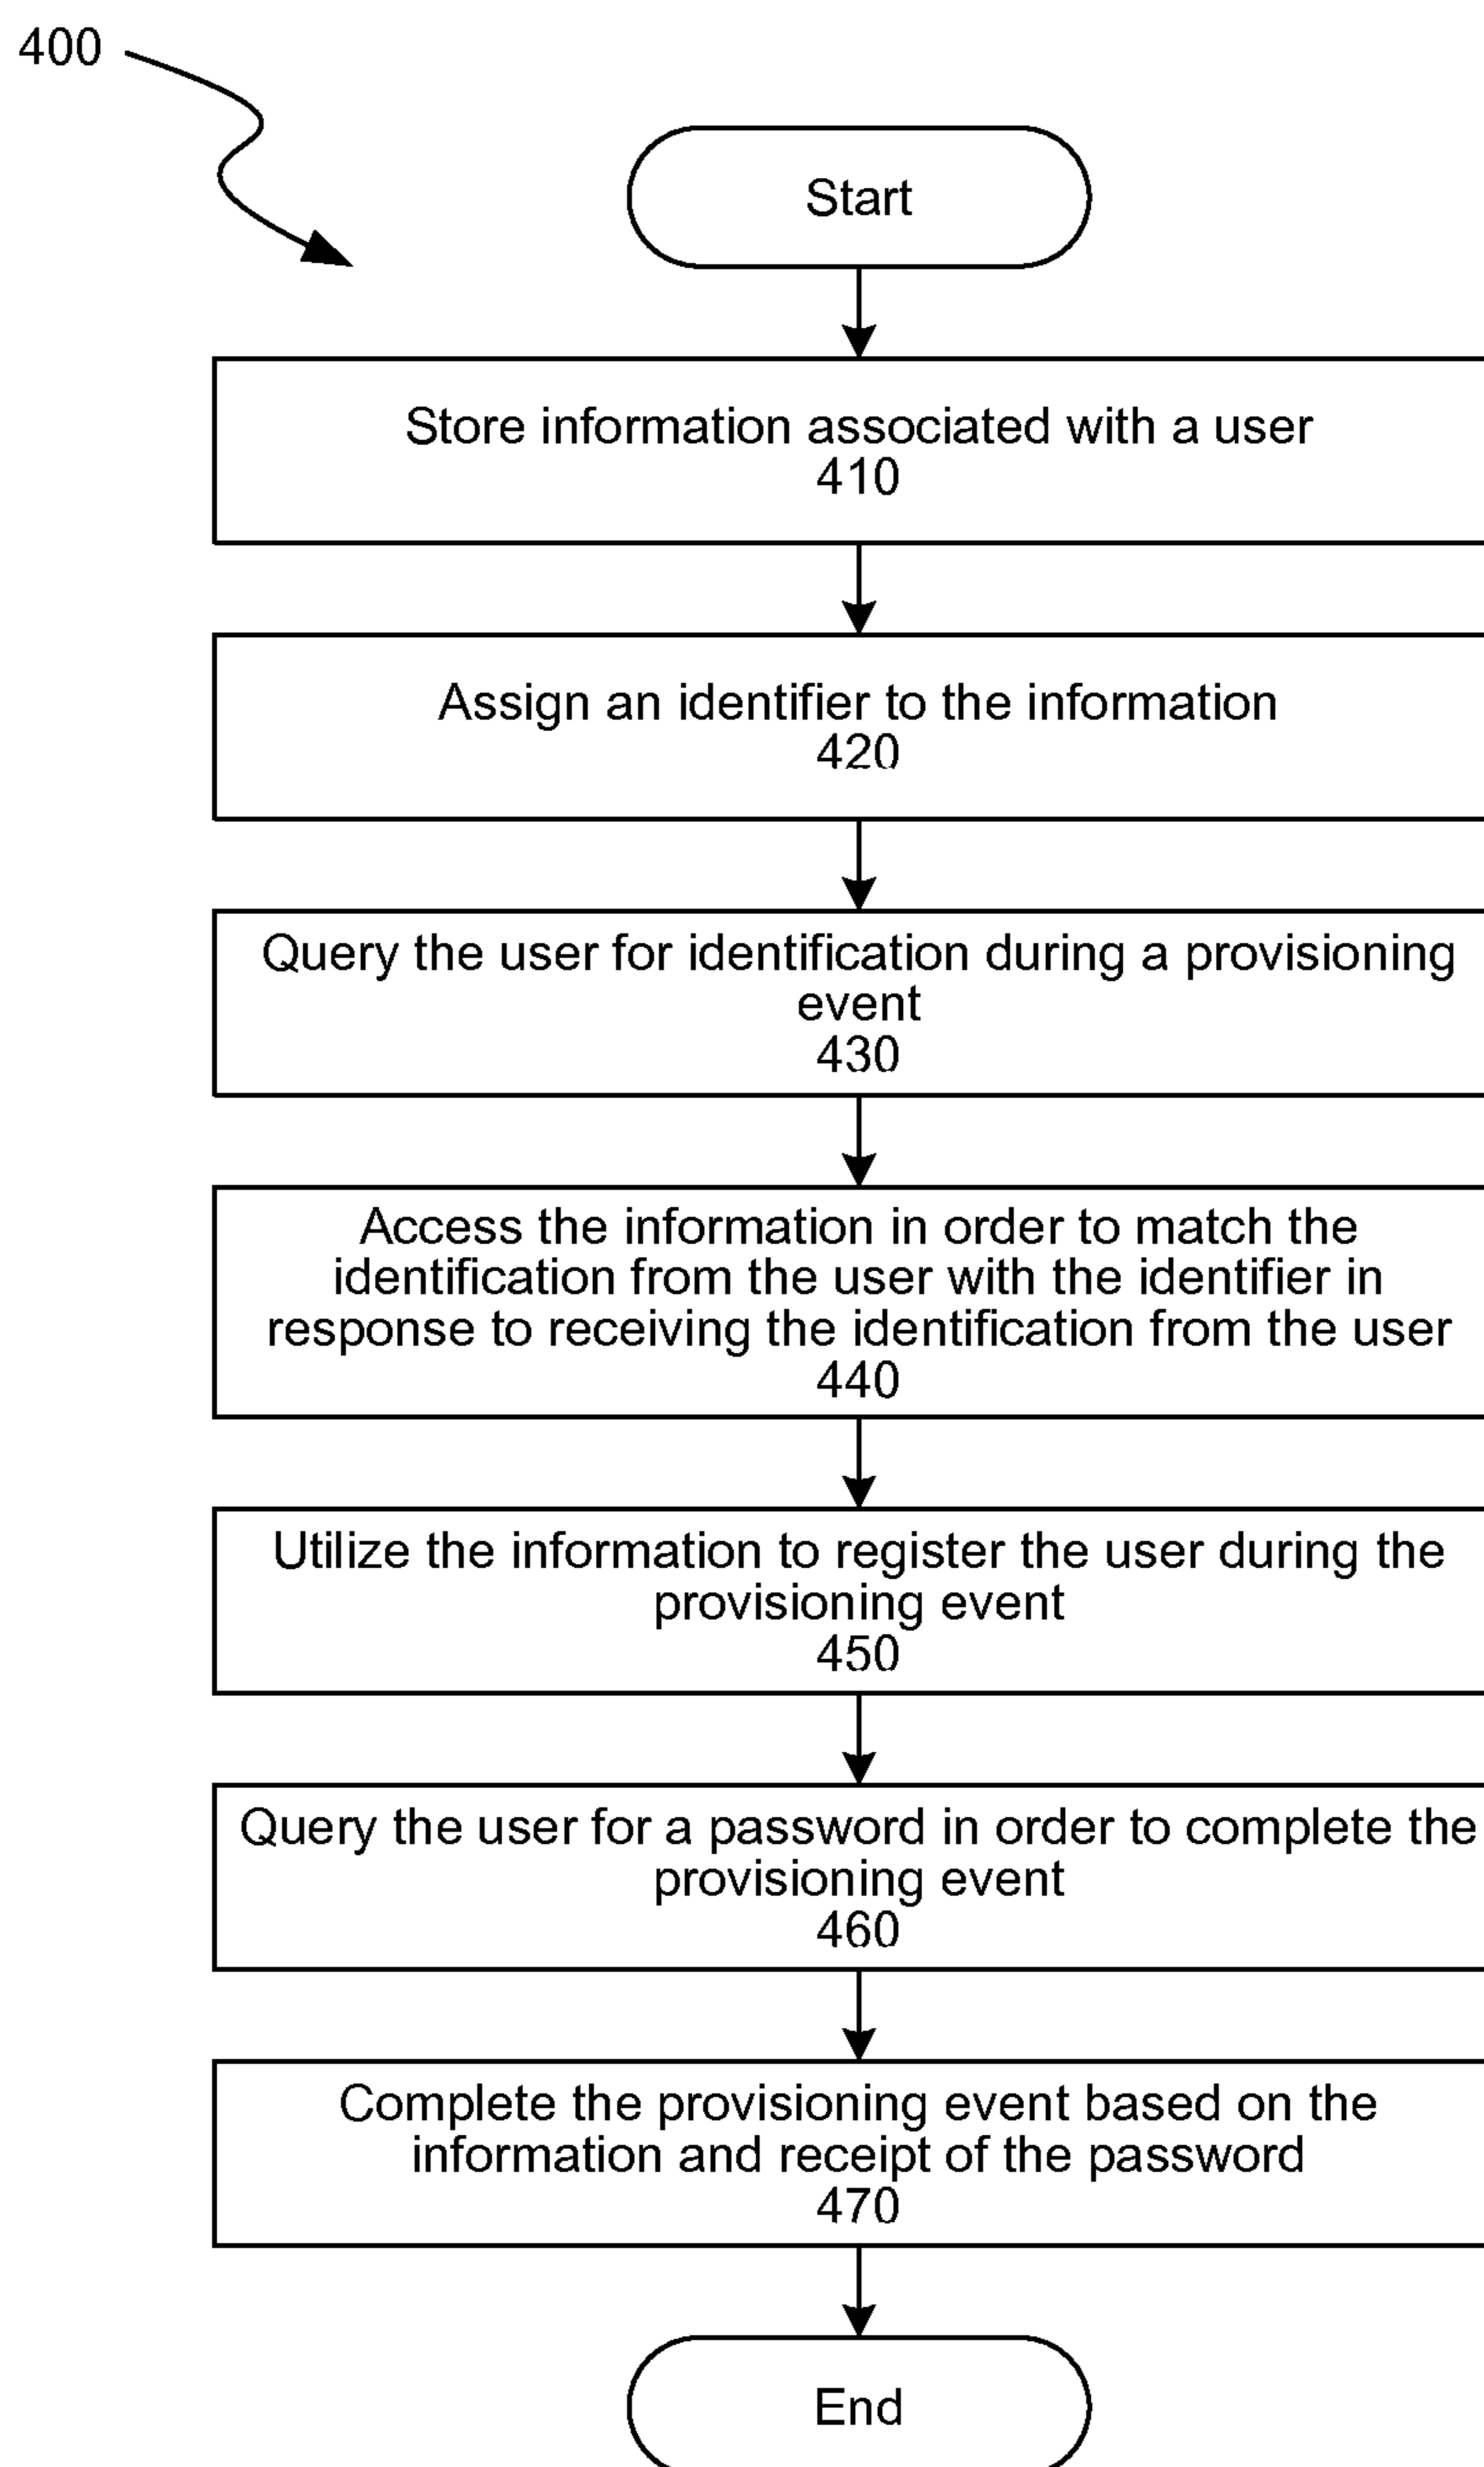 400
Start
Store information associated with a user
410
Assign an identifier to the information
420
Query the user for identification during a provisioning
event
430
Access the information in order to match the
identification from the user with the identifier in
response to receiving the identification from the user
440
Utilize the information to register the user during the
provisioning event
450
Query the user for a password in order to complete the
provisioning event
460
Complete the provisioning event based on the
information and receipt of the password
470
End